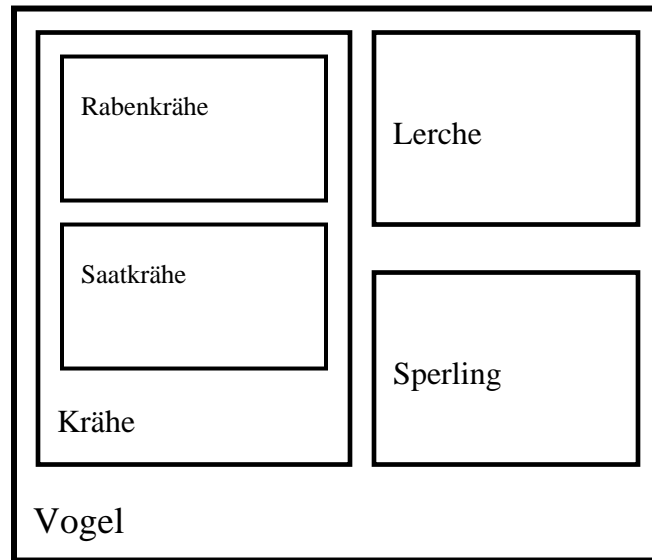 Rabenkrähe
Saatkrähe
Krähe
Lerche
Sperling
Vogel